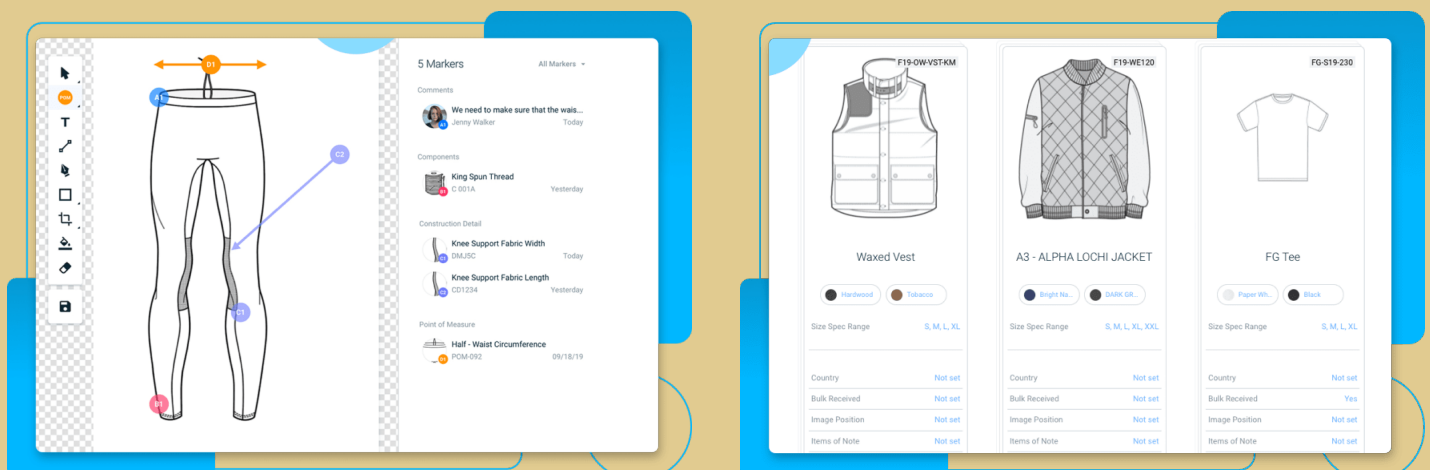 D1
A1
POM
T
C2
C1
D1
5 Markers
All Markers
Comments
We need to make sure that the wais...
Jenny Walker
Today
A1
Components
King Spun Thread
C 001A
Yesterday
B1
Construction Detail
Knee Support Fabric Width
DMJ5C
Today
C1
Knee Support Fabric Length
CD1234
Yesterday
C2
Point of Measure
Half - Waist Circumference
POM-092
09/18/19
D1
F19-OW-VST-KM
Waxed Vest
Hardwood
Tobacco
Size Spec Range
S, M, L, XL
Country
Not set
Bulk Received
Not set
Image Position
Not set
Items of Note
Not set
F19-WE120
A3 - ALPHA LOCHI JACKET
Bright Na...
DARK GR...
Size Spec Range
S, M, L, XL, XXL
Country
Not set
Bulk Received
Not set
Image Position
Not set
Items of Note
Not set
FG-S19-230
FG Tee
Paper Wh...
Black
Size Spec Range
S, M, L, XL
Country
Not set
Bulk Received
Yes
Image Position
Not set
Items of Note
Not set